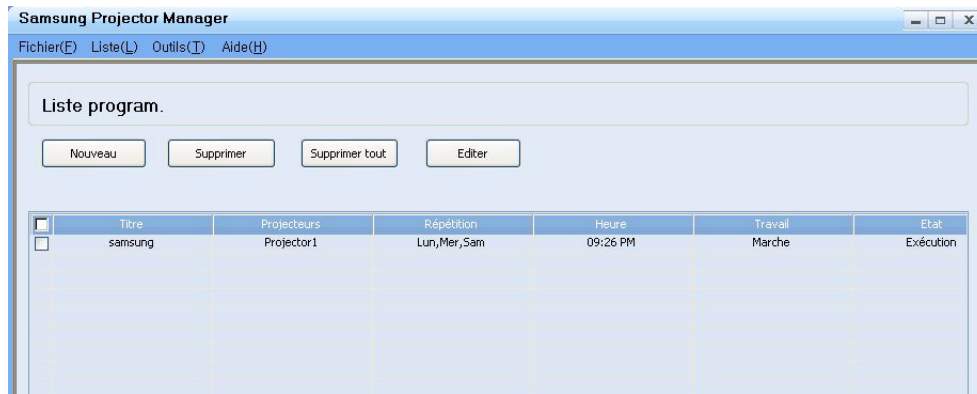 Samsung Projector Manager
Fichier(F) Liste(L) Outils(T) Aide(H)
Liste program.
Nouveau Supprimer Supprimer tout Editer
Titre Projecteurs Répétition Heure Travail Etat
samsung Projector1 Lun,Mer,Sam 09:26 PM Marche Exécution